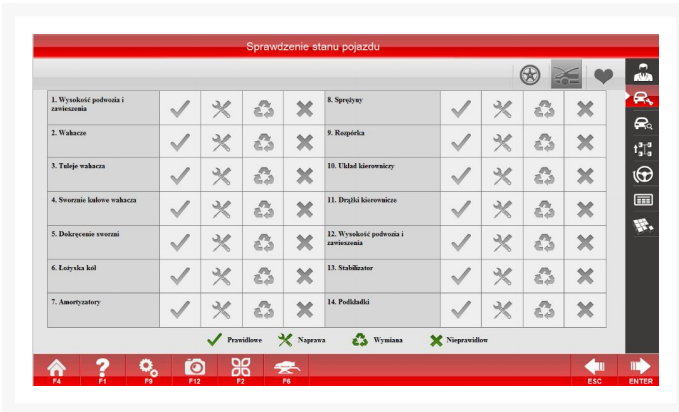 Sprawdzenie stanu pojazdu
1. Wysokość podwozia i
zawieszenia
2. Wahacze
3. Tuleje wahacza
4. Sworznie kulowe wahacza
5. Dokręcenie sworzni
6. Łożyska kół
7. Amortyzatory
8. Sprężyny
9. Rozpórka
10. Układ kierowniczy
11. Drążki kierownicze
12. Wysokość podwozia i
zawieszenia
13. Stabilizator
14. Podkładki
Prawidłowe Naprawa Wymiana Nieprawidłow
F4 F1 F9 F12 F2 F6 ESC ENTER